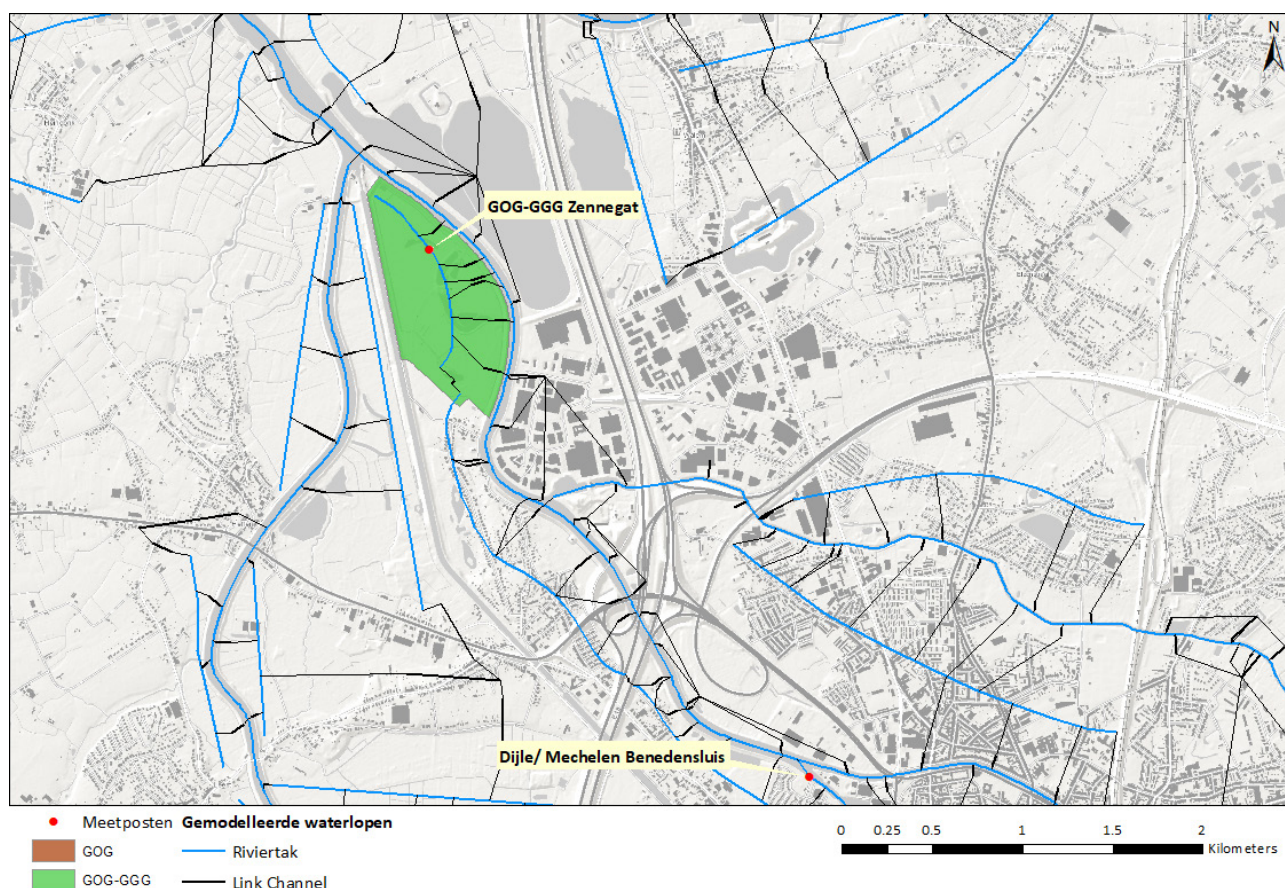 N
GOG-GGG Zennegat
Dijle/ Mechelen Benedensluis
Meetposten
Gemodelleerde waterlopen
GOG
Riviertak
GOG-GGG
Link Channel
0 0.25 0.5 1 1.5 2
Kilometers